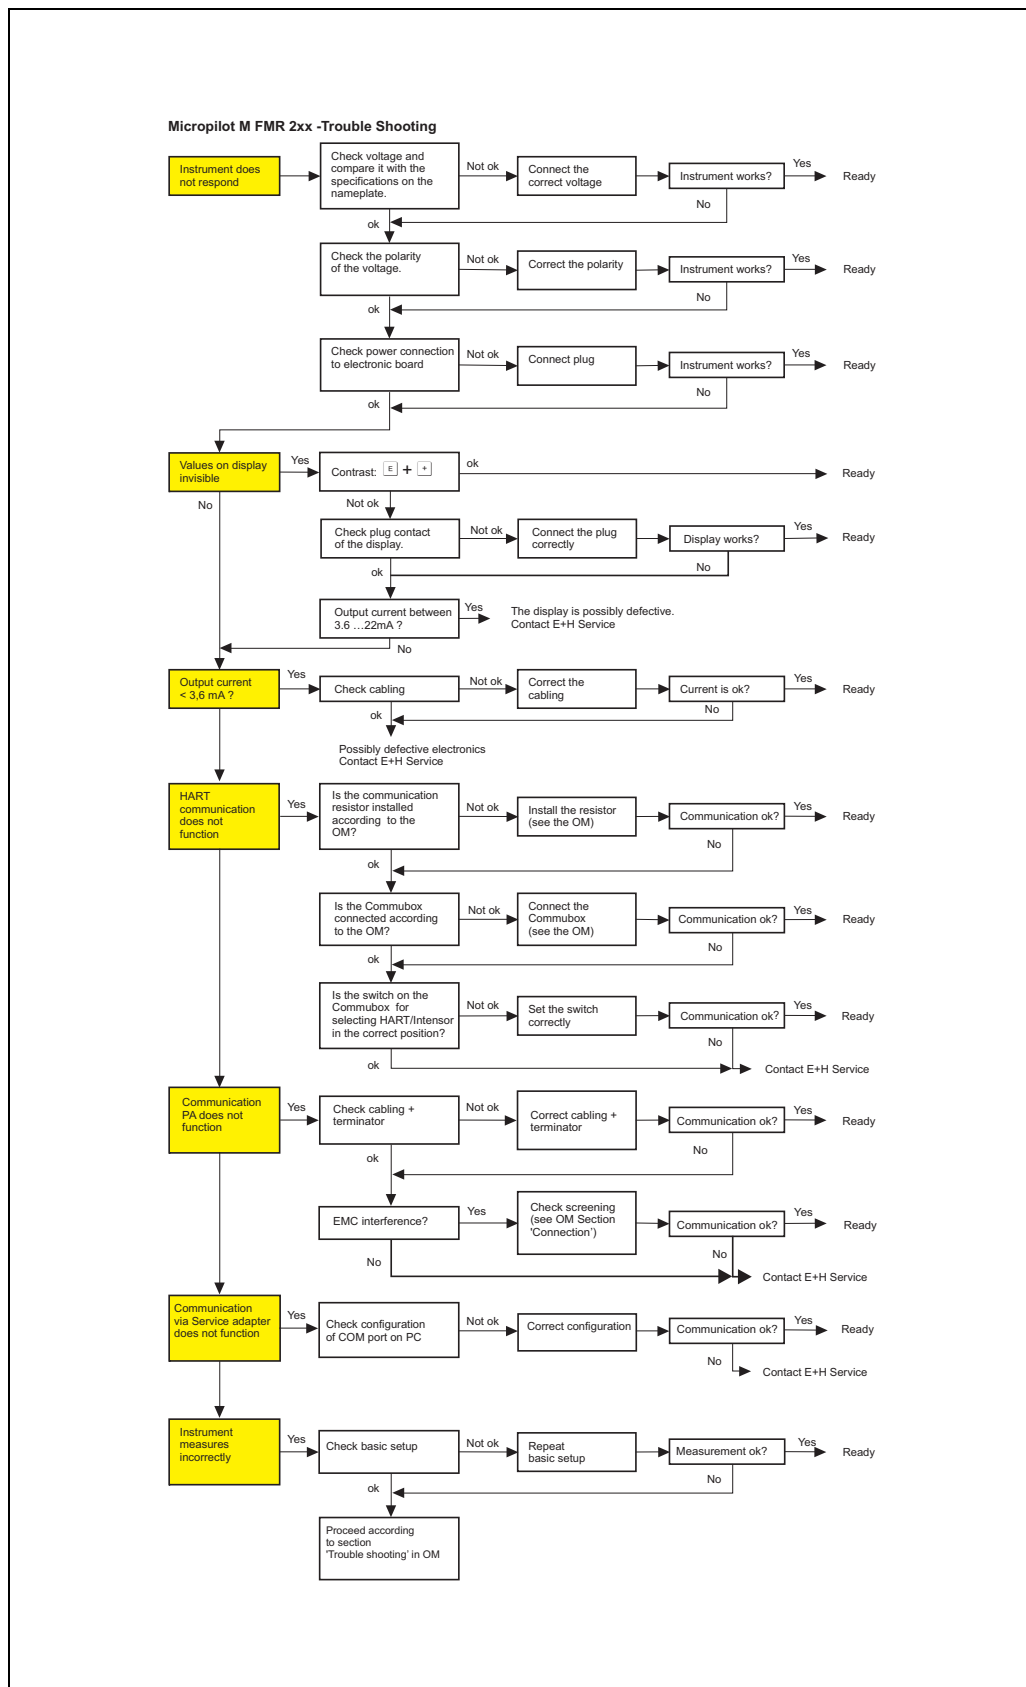 Micropilot M FMR 2xx -Trouble Shooting
Instrument does
not respond
Check voltage and
compare it with the
specifications on the
nameplate.
Not ok
Connect the
correct voltage
Instrument works?
Yes
Ready
No
ok
Check the polarity
of the voltage.
Not ok
Correct the polarity
Instrument works?
Yes
Ready
No
ok
Check power connection
to electronic board
Not ok
Connect plug
Instrument works?
Yes
Ready
No
ok
Values on display
invisible
Yes
Contrast: E + +
ok
Ready
No
Not ok
Check plug contact
of the display.
Not ok
Connect the plug
correctly
Display works?
Yes
Ready
No
ok
Output current between
3.6 ...22mA ?
Yes
The display is possibly defective.
Contact E+H Service
No
Output current
< 3,6 mA ?
Yes
Check cabling
Not ok
Correct the
cabling
Current is ok?
Yes
Ready
No
ok
Possibly defective electronics
Contact E+H Service
HART
communication
does not
function
Yes
Is the communication
resistor installed
according to the
OM?
Not ok
Install the resistor
(see the OM)
Communication ok?
Yes
Ready
No
ok
Is the Commubox
connected according
to the OM?
Not ok
Connect the
Commubox
(see the OM)
Communication ok?
Yes
Ready
No
ok
Is the switch on the
Commubox for
selecting HART/Intensor
in the correct position?
Not ok
Set the switch
correctly
Communication ok?
Yes
Ready
No
ok
Contact E+H Service
Communication
PA does not
function
Yes
Check cabling +
terminator
Not ok
Correct cabling +
terminator
Communication ok?
Yes
Ready
No
ok
EMC interference?
Yes
Check screening
(see OM Section
'Connection')
Communication ok?
Yes
Ready
No
No
Contact E+H Service
Communication
via Service adapter
does not function
Yes
Check configuration
of COM port on PC
Not ok
Correct configuration
Communication ok?
Yes
Ready
No
Contact E+H Service
Instrument
measures
incorrectly
Yes
Check basic setup
Not ok
Repeat
basic setup
Measurement ok?
Yes
Ready
No
ok
Proceed according
to section
'Trouble shooting' in OM